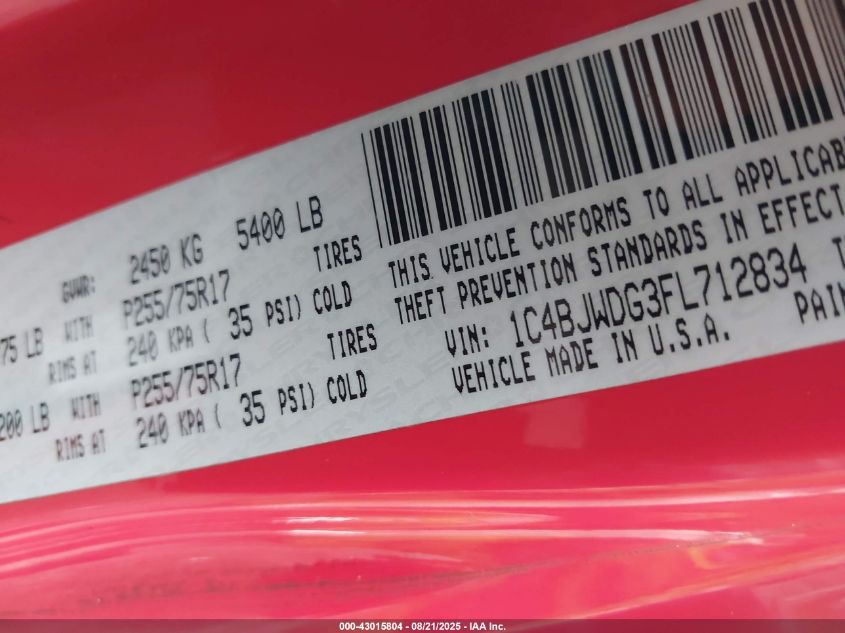 GVWR: 2450 KG 5400 LB
75 LB WITH P255/75R17 TIRES
RIMS AT 240 KPA ( 35 PSI) COLD
200 LB WITH P255/75R17 TIRES
RIMS AT 240 KPA ( 35 PSI) COLD
THIS VEHICLE CONFORMS TO ALL APPLICAB
THEFT PREVENTION STANDARDS IN EFFECT
VIN: 1C4BJWDG3FL712834
VEHICLE MADE IN U.S.A. PAIN
000-43015804 - 08/21/2025 - IAA Inc.